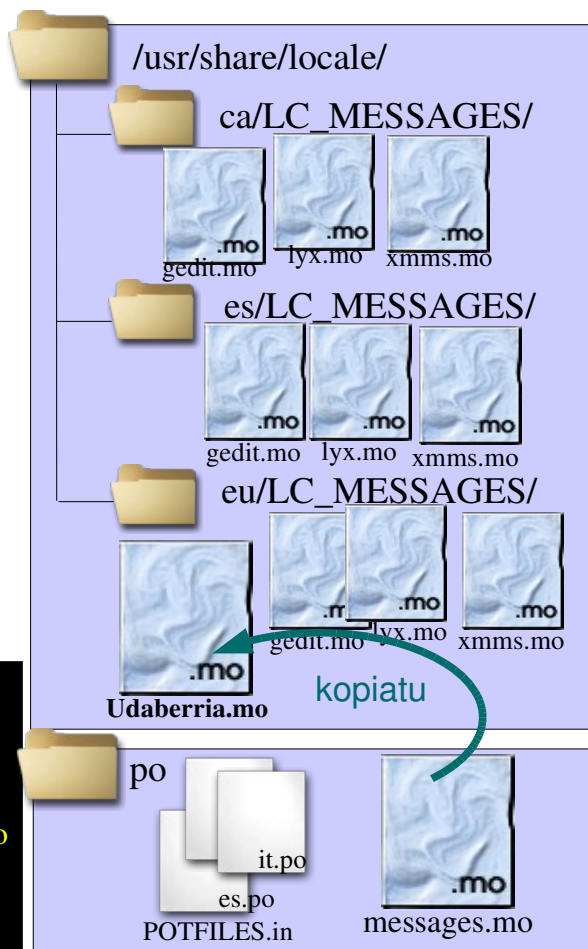 /usr/share/locale/
ca/LC_MESSAGES/
.mo .mo .mo
gedit.mo lyx.mo xmms.mo
es/LC_MESSAGES/
.mo .mo .mo
gedit.mo lyx.mo xmms.mo
eu/LC_MESSAGES/
.mo .mo .mo
gedit.mo lyx.mo xmms.mo
.mo
Udaberria.mo
kopiatu
po
o
it.po
es.po
POTFILES.in
.mo
messages.mo